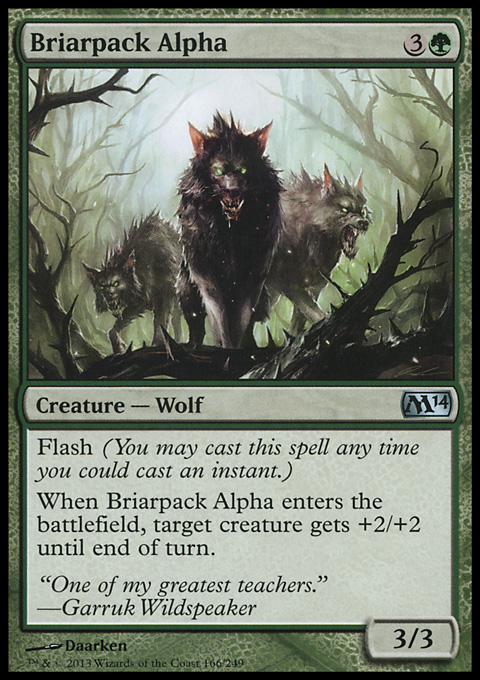 Briarpack Alpha 3
Creature — Wolf M14
Flash (You may cast this spell any time
you could cast an instant.)
When Briarpack Alpha enters the
battlefield, target creature gets +2/+2
until end of turn.
“One of my greatest teachers.”
—Garruk Wildspeaker
3/3
Daarken
™ & © 2013 Wizards of the Coast 166/249